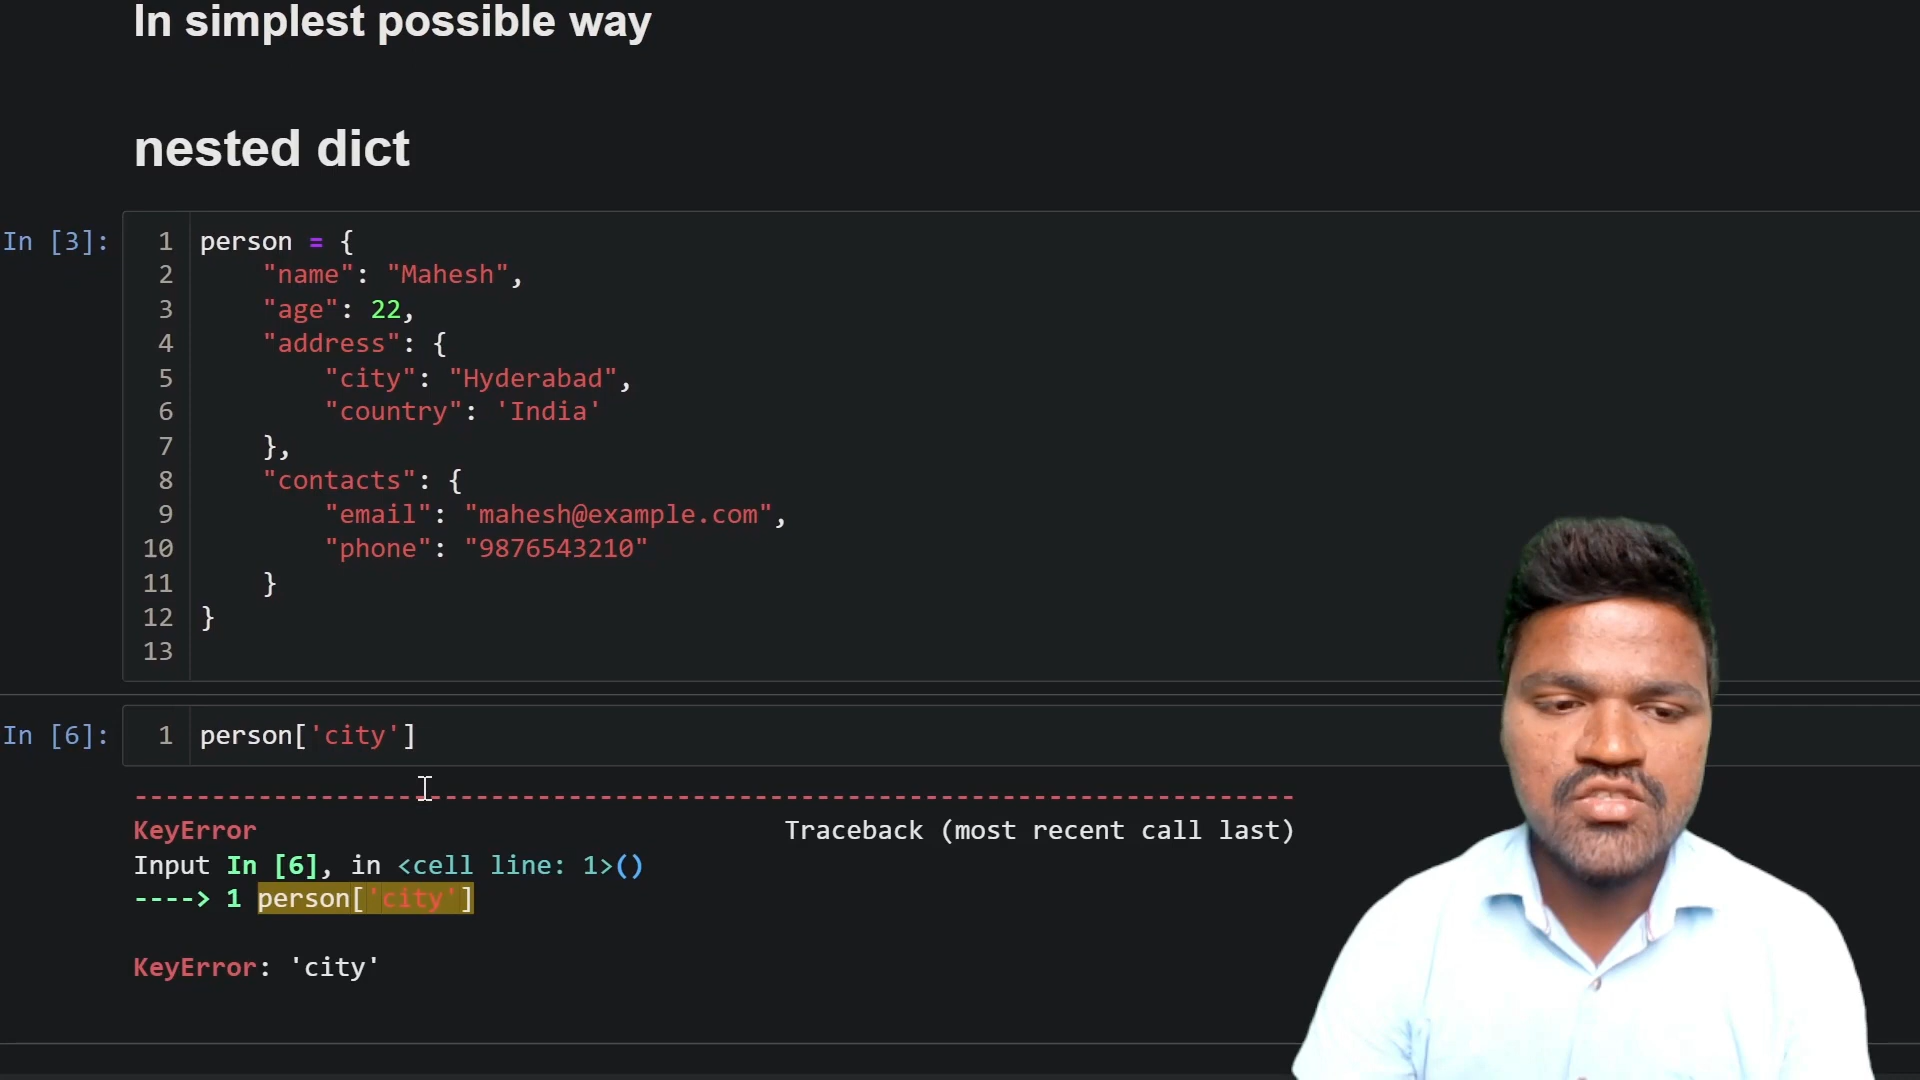 In simplest possible way
nested dict
In [3]:
1 person = {
2     "name": "Mahesh",
3     "age": 22,
4     "address": {
5         "city": "Hyderabad",
6         "country": 'India'
7     },
8     "contacts": {
9         "email": "mahesh@example.com",
10         "phone": "9876543210"
11     }
12 }
13
In [6]:
1 person['city']
---------------------------------------------------------------------------
KeyError                                  Traceback (most recent call last)
Input In [6], in <cell line: 1>()
----> 1 person['city']
KeyError: 'city'